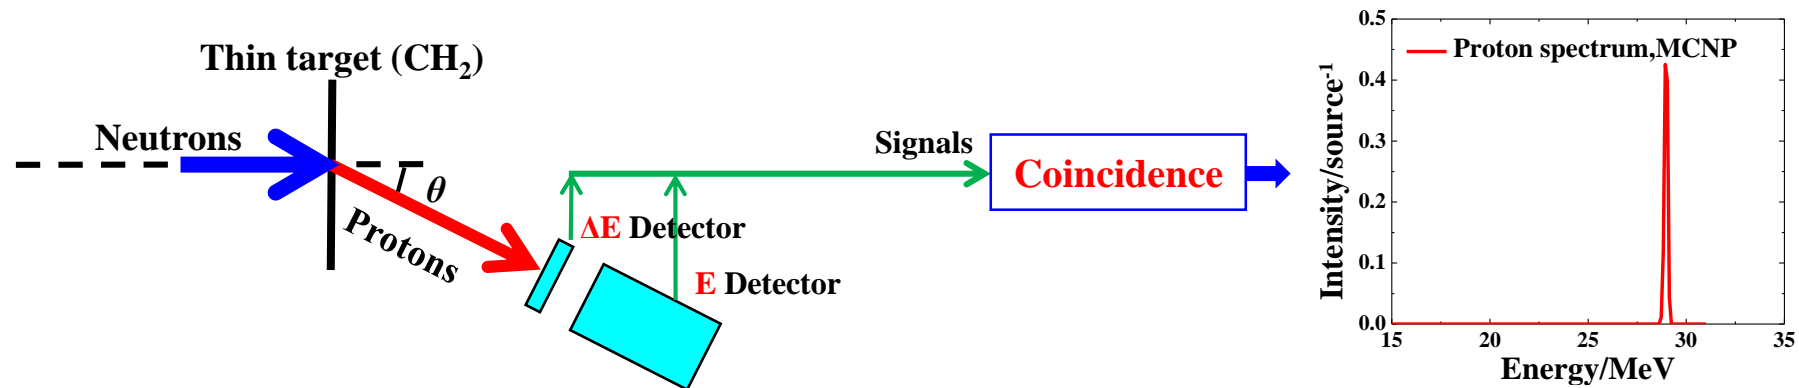 Thin target (CH₂)
Neutrons
θ
Protons
ΔE Detector
E Detector
Signals
Coincidence
0.5
0.4
0.3
0.2
0.1
0.0
Intensity/source⁻¹
Proton spectrum,MCNP
15 20 25 30 35
Energy/MeV